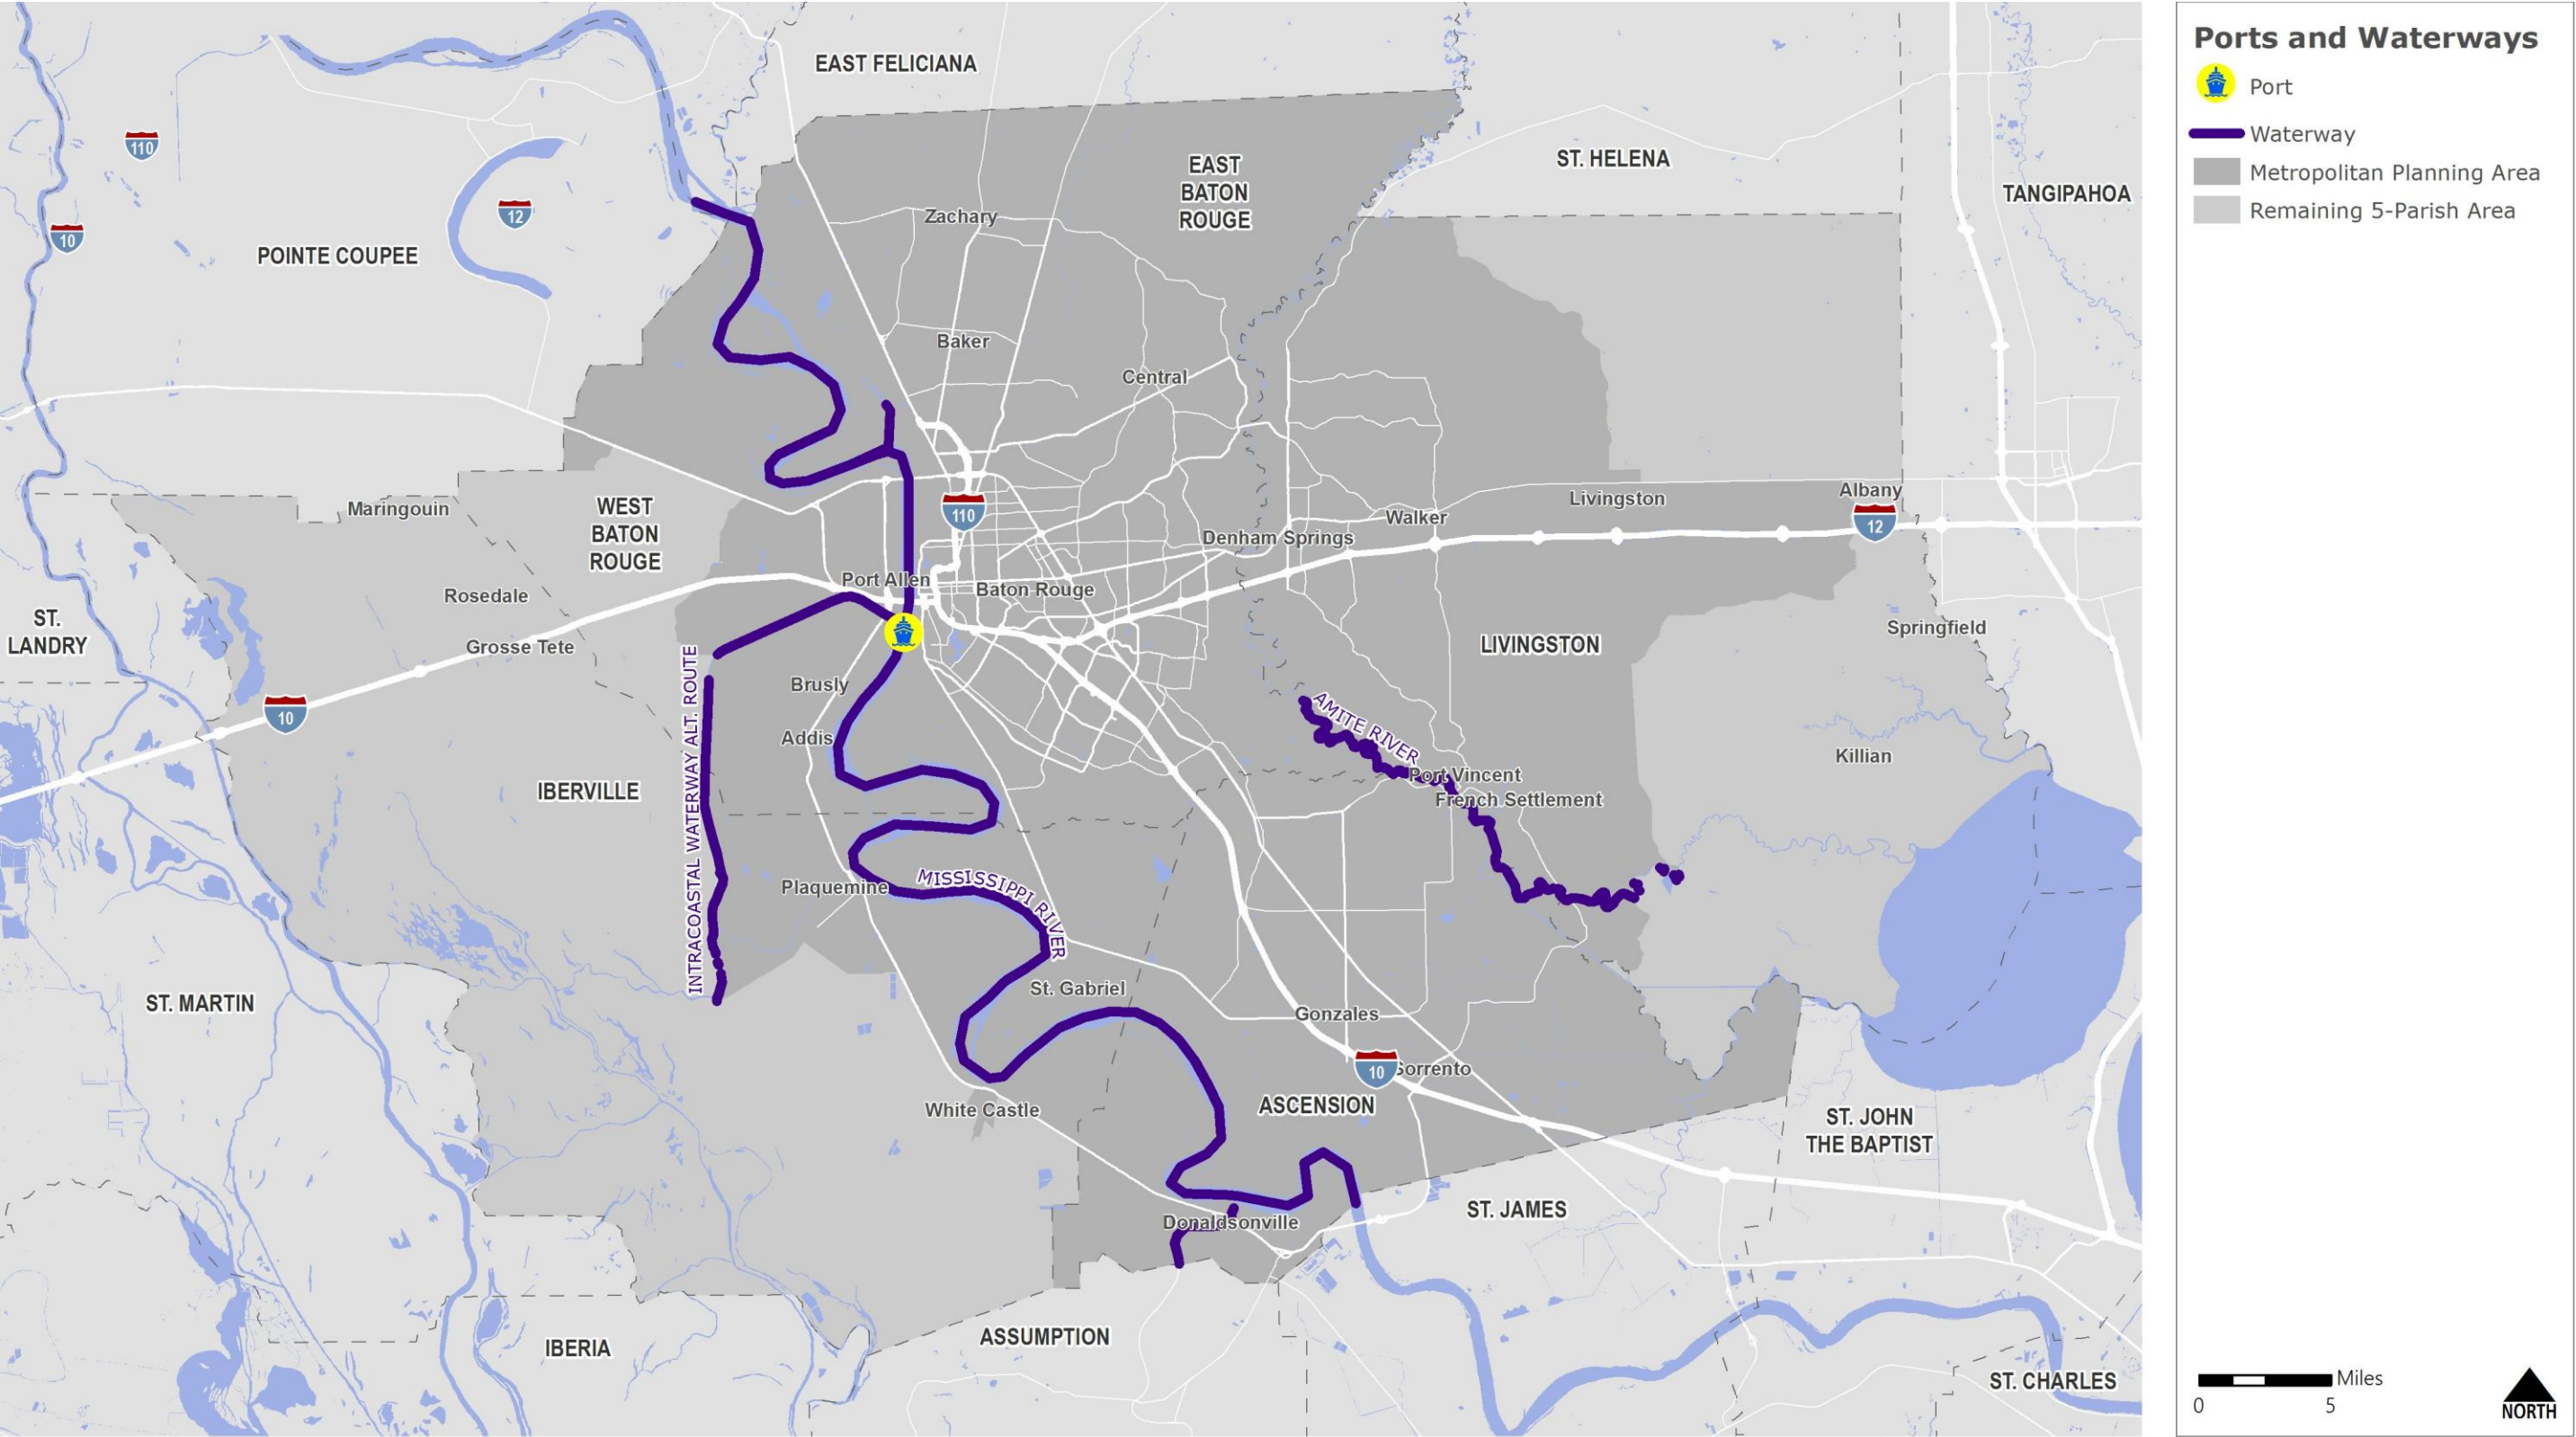 EAST FELICIANA
110
EAST
BATON
ROUGE
ST. HELENA
TANGIPAHOA
12
Zachary
10
POINTE COUPEE
Baker
Central
Maringouin
WEST
BATON
ROUGE
110
Livingston
Albany
Walker
12
Denham Springs
Port Allen
Baton Rouge
Rosedale
ST.
LANDRY
Grosse Tete
Springfield
LIVINGSTON
Brusly
10
AMITE RIVER
Addis
Killian
Port Vincent
IBERVILLE
INTRACOASTAL WATERWAY ALT. ROUTE
French Settlement
Plaquemine
MISSISSIPPI RIVER
St. Gabriel
ST. MARTIN
Gonzales
10
Sorrento
White Castle
ASCENSION
ST. JOHN
THE BAPTIST
Donaldsonville
ST. JAMES
ASSUMPTION
IBERIA
ST. CHARLES
Ports and Waterways
Port
Waterway
Metropolitan Planning Area
Remaining 5-Parish Area
Miles
0 5
NORTH